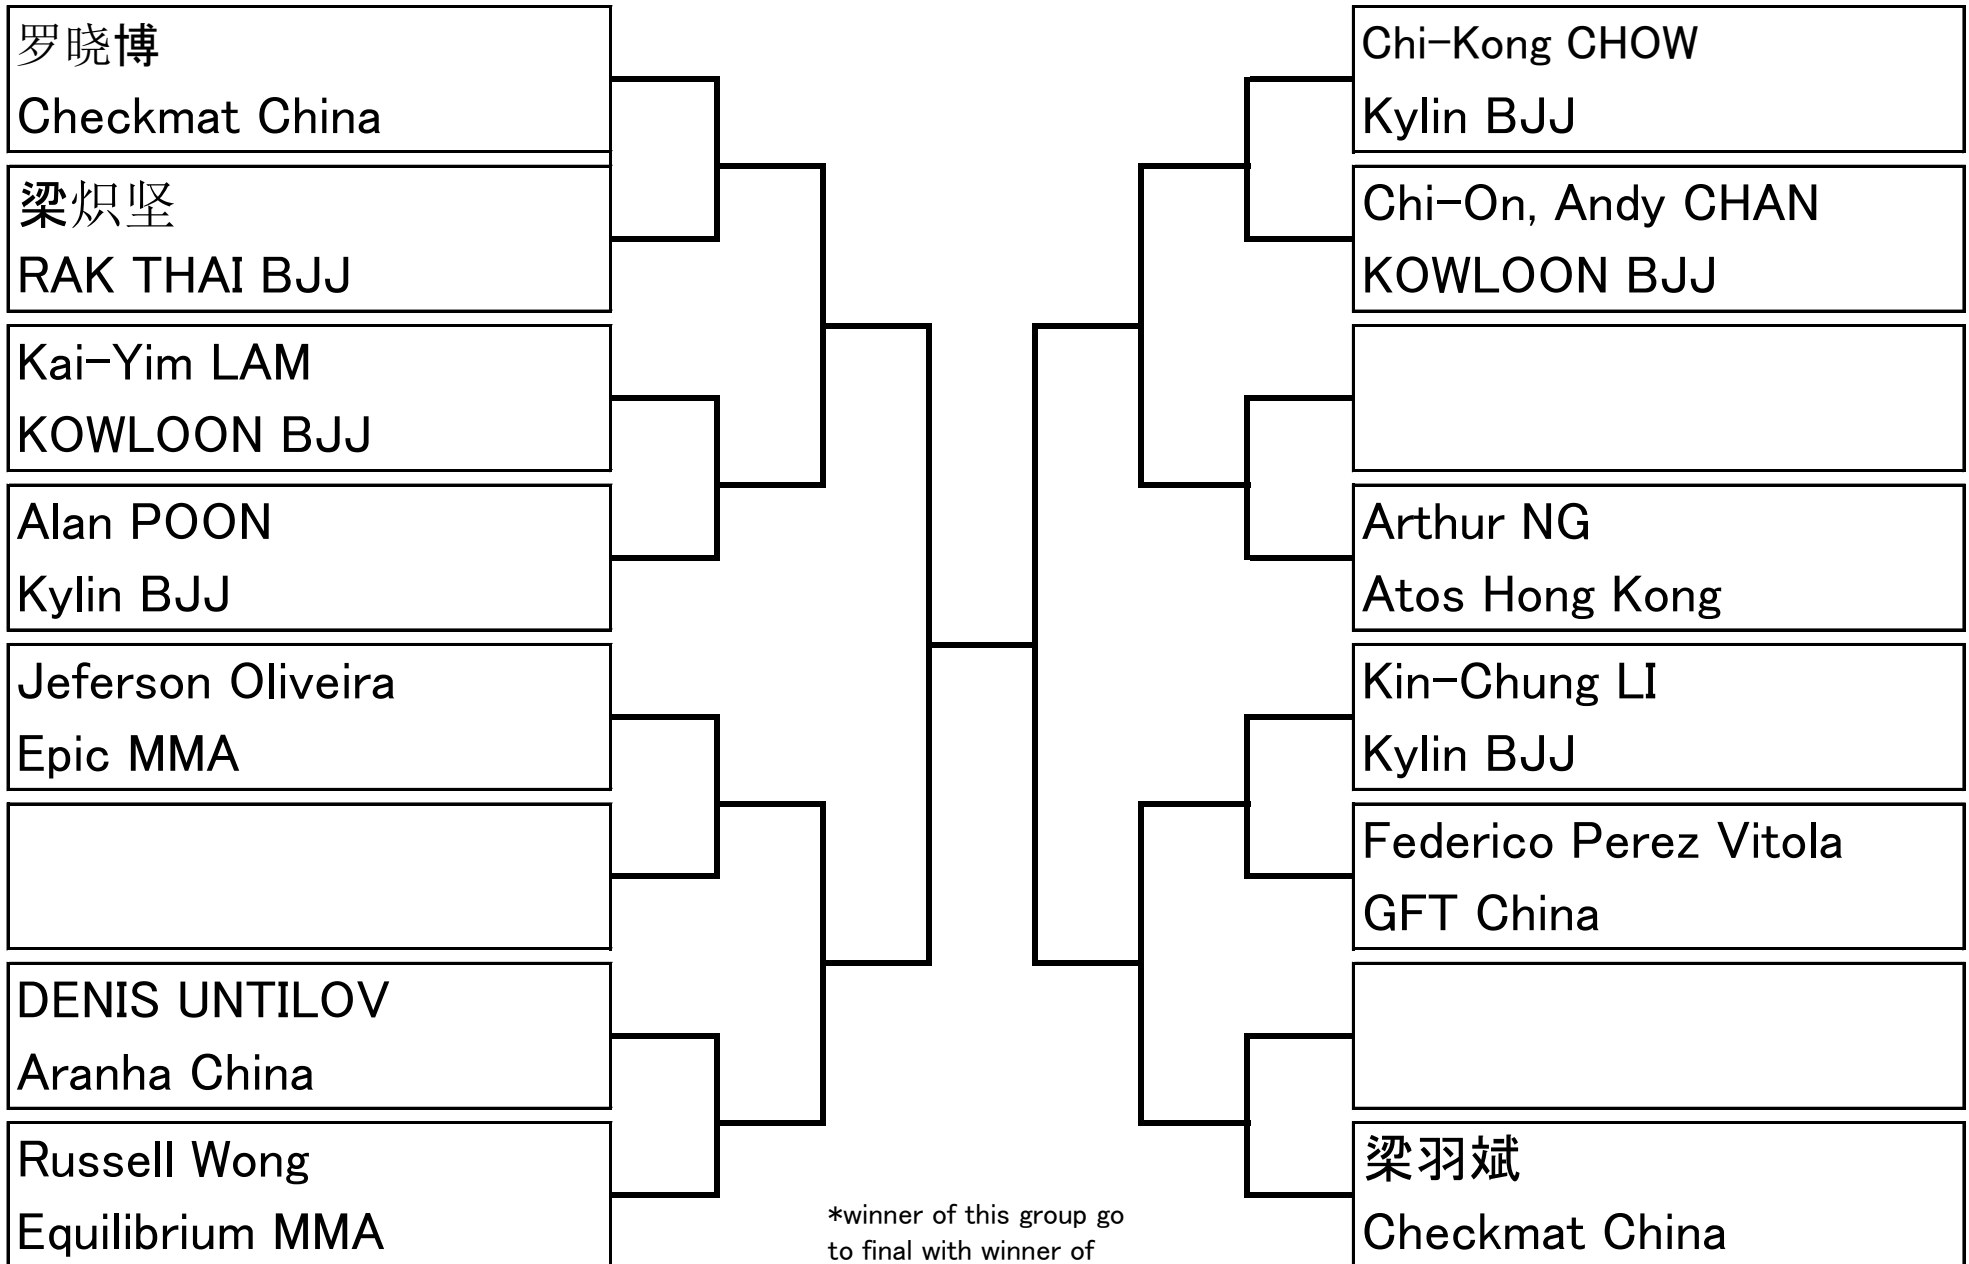 罗晓博
Checkmat China
梁炽坚
RAK THAI BJJ
Kai-Yim LAM
KOWLOON BJJ
Alan POON
Kylin BJJ
Jeferson Oliveira
Epic MMA
DENIS UNTILOV
Aranha China
Russell Wong
Equilibrium MMA
*winner of this group go
to final with winner of
Chi-Kong CHOW
Kylin BJJ
Chi-On, Andy CHAN
KOWLOON BJJ
Arthur NG
Atos Hong Kong
Kin-Chung LI
Kylin BJJ
Federico Perez Vitola
GFT China
梁羽斌
Checkmat China